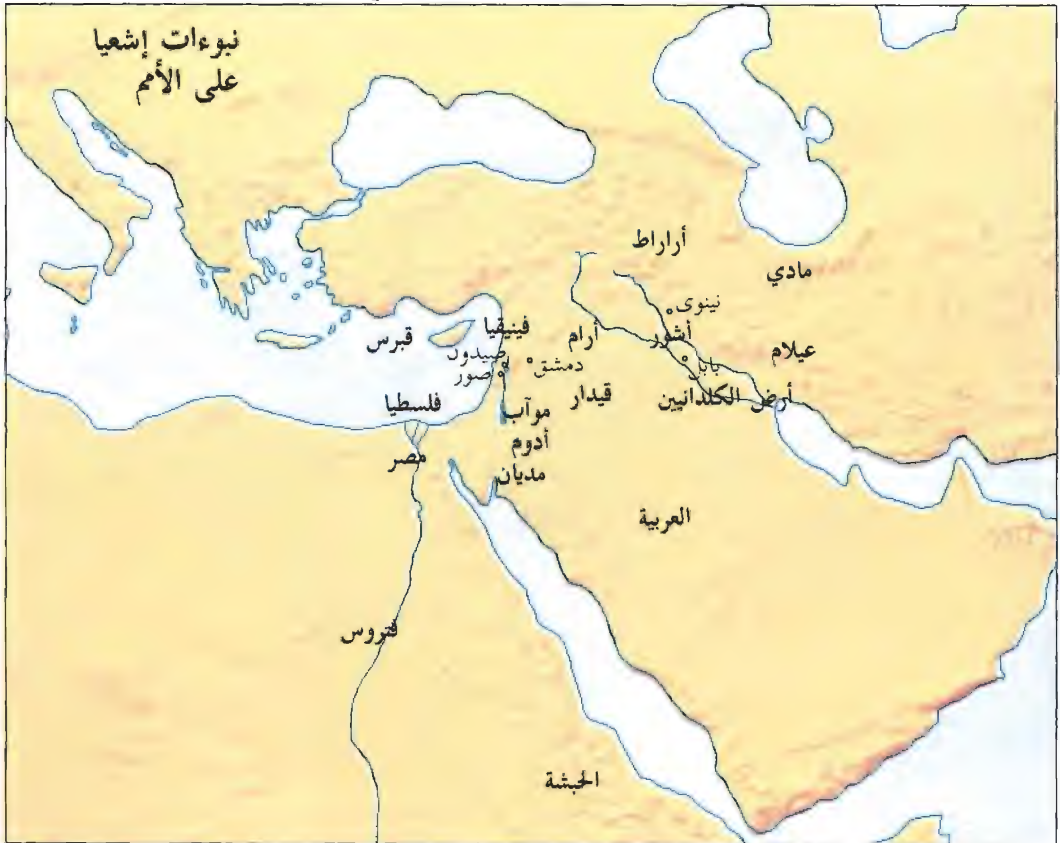 نبوءات إشعيا
على الأمم
أراراط
مادي
نينوى
فينيقيا
قبرس
أرام
أشور
عيلام
صيدون
دمشق
بابل
صور
قيدار
أرض الكلدانيين
فلسطيا
موآب
أدوم
مصر
مديان
العربية
فتروس
الحبشة